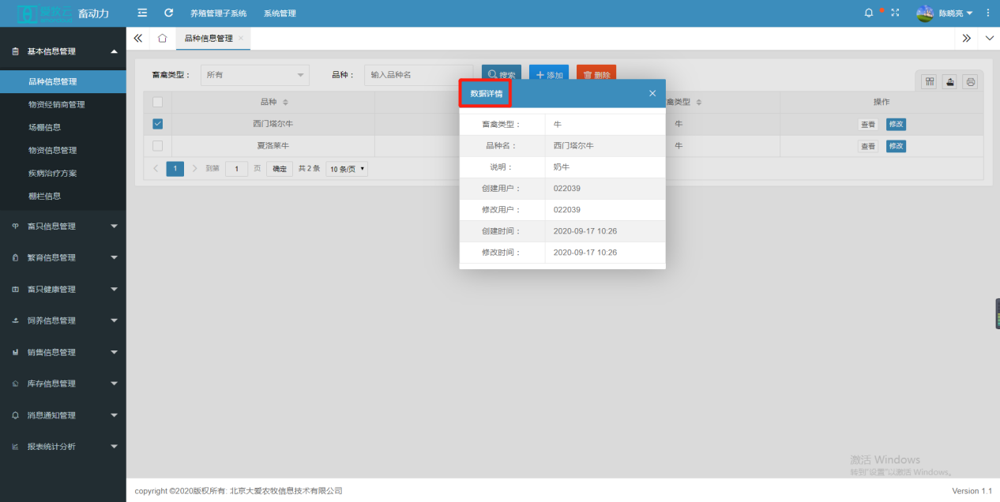 爱牧云 畜动力 养殖管理子系统 系统管理 陈晓亮
基本信息管理 品种信息管理
品种信息管理
物资经销商管理
场棚信息
物资信息管理
疾病治疗方案
棚栏信息
畜只信息管理
繁育信息管理
畜只健康管理
饲养信息管理
销售信息管理
库存信息管理
消息通知管理
报表统计分析
畜禽类型： 所有 品种： 输入品种名 搜索 添加 删除
品种 禽类型 操作
西门塔尔牛 牛 查看 修改
夏洛莱牛 牛 查看 修改
1 到第 1 页 确定 共 2 条 10 条/页
数据详情
畜禽类型： 牛
品种名： 西门塔尔牛
说明： 奶牛
创建用户： 022039
修改用户： 022039
创建时间： 2020-09-17 10:26
修改时间： 2020-09-17 10:26
激活 Windows
转到"设置"以激活 Windows。
copyright ©2020版权所有: 北京大爱农牧信息技术有限公司 Version 1.1